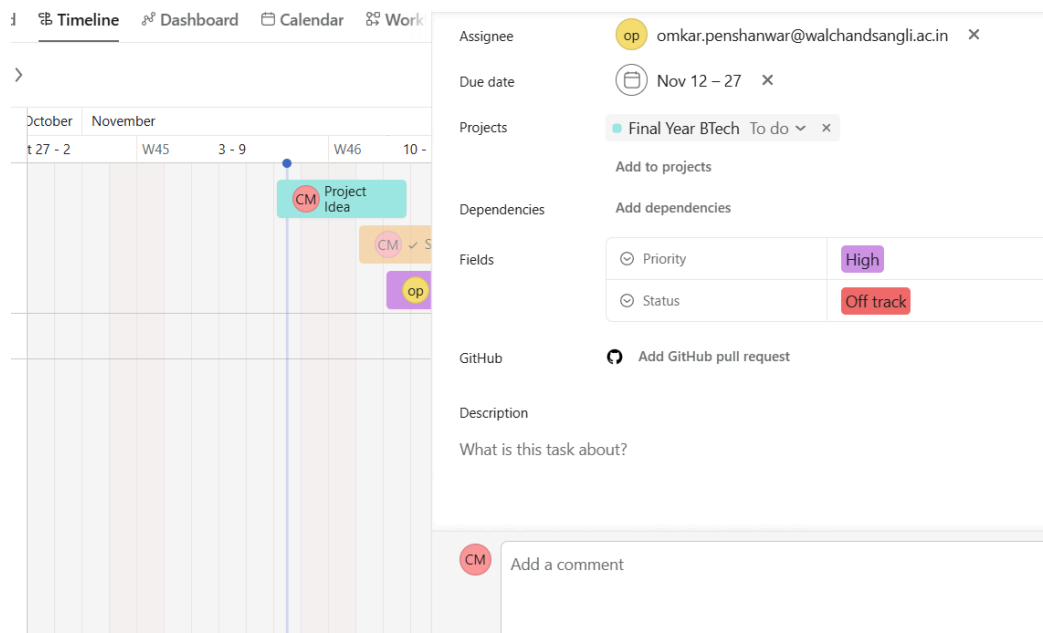 Timeline
Dashboard
Calendar
Work
October
November
t 27 - 2
W45
3 - 9
W46
10 -
CM
Project
Idea
CM
S
op
Assignee
op
omkar.penshanwar@walchandsangli.ac.in
Due date
Nov 12 – 27
Projects
Final Year BTech
To do
Add to projects
Dependencies
Add dependencies
Fields
Priority
High
Status
Off track
GitHub
Add GitHub pull request
Description
What is this task about?
CM
Add a comment